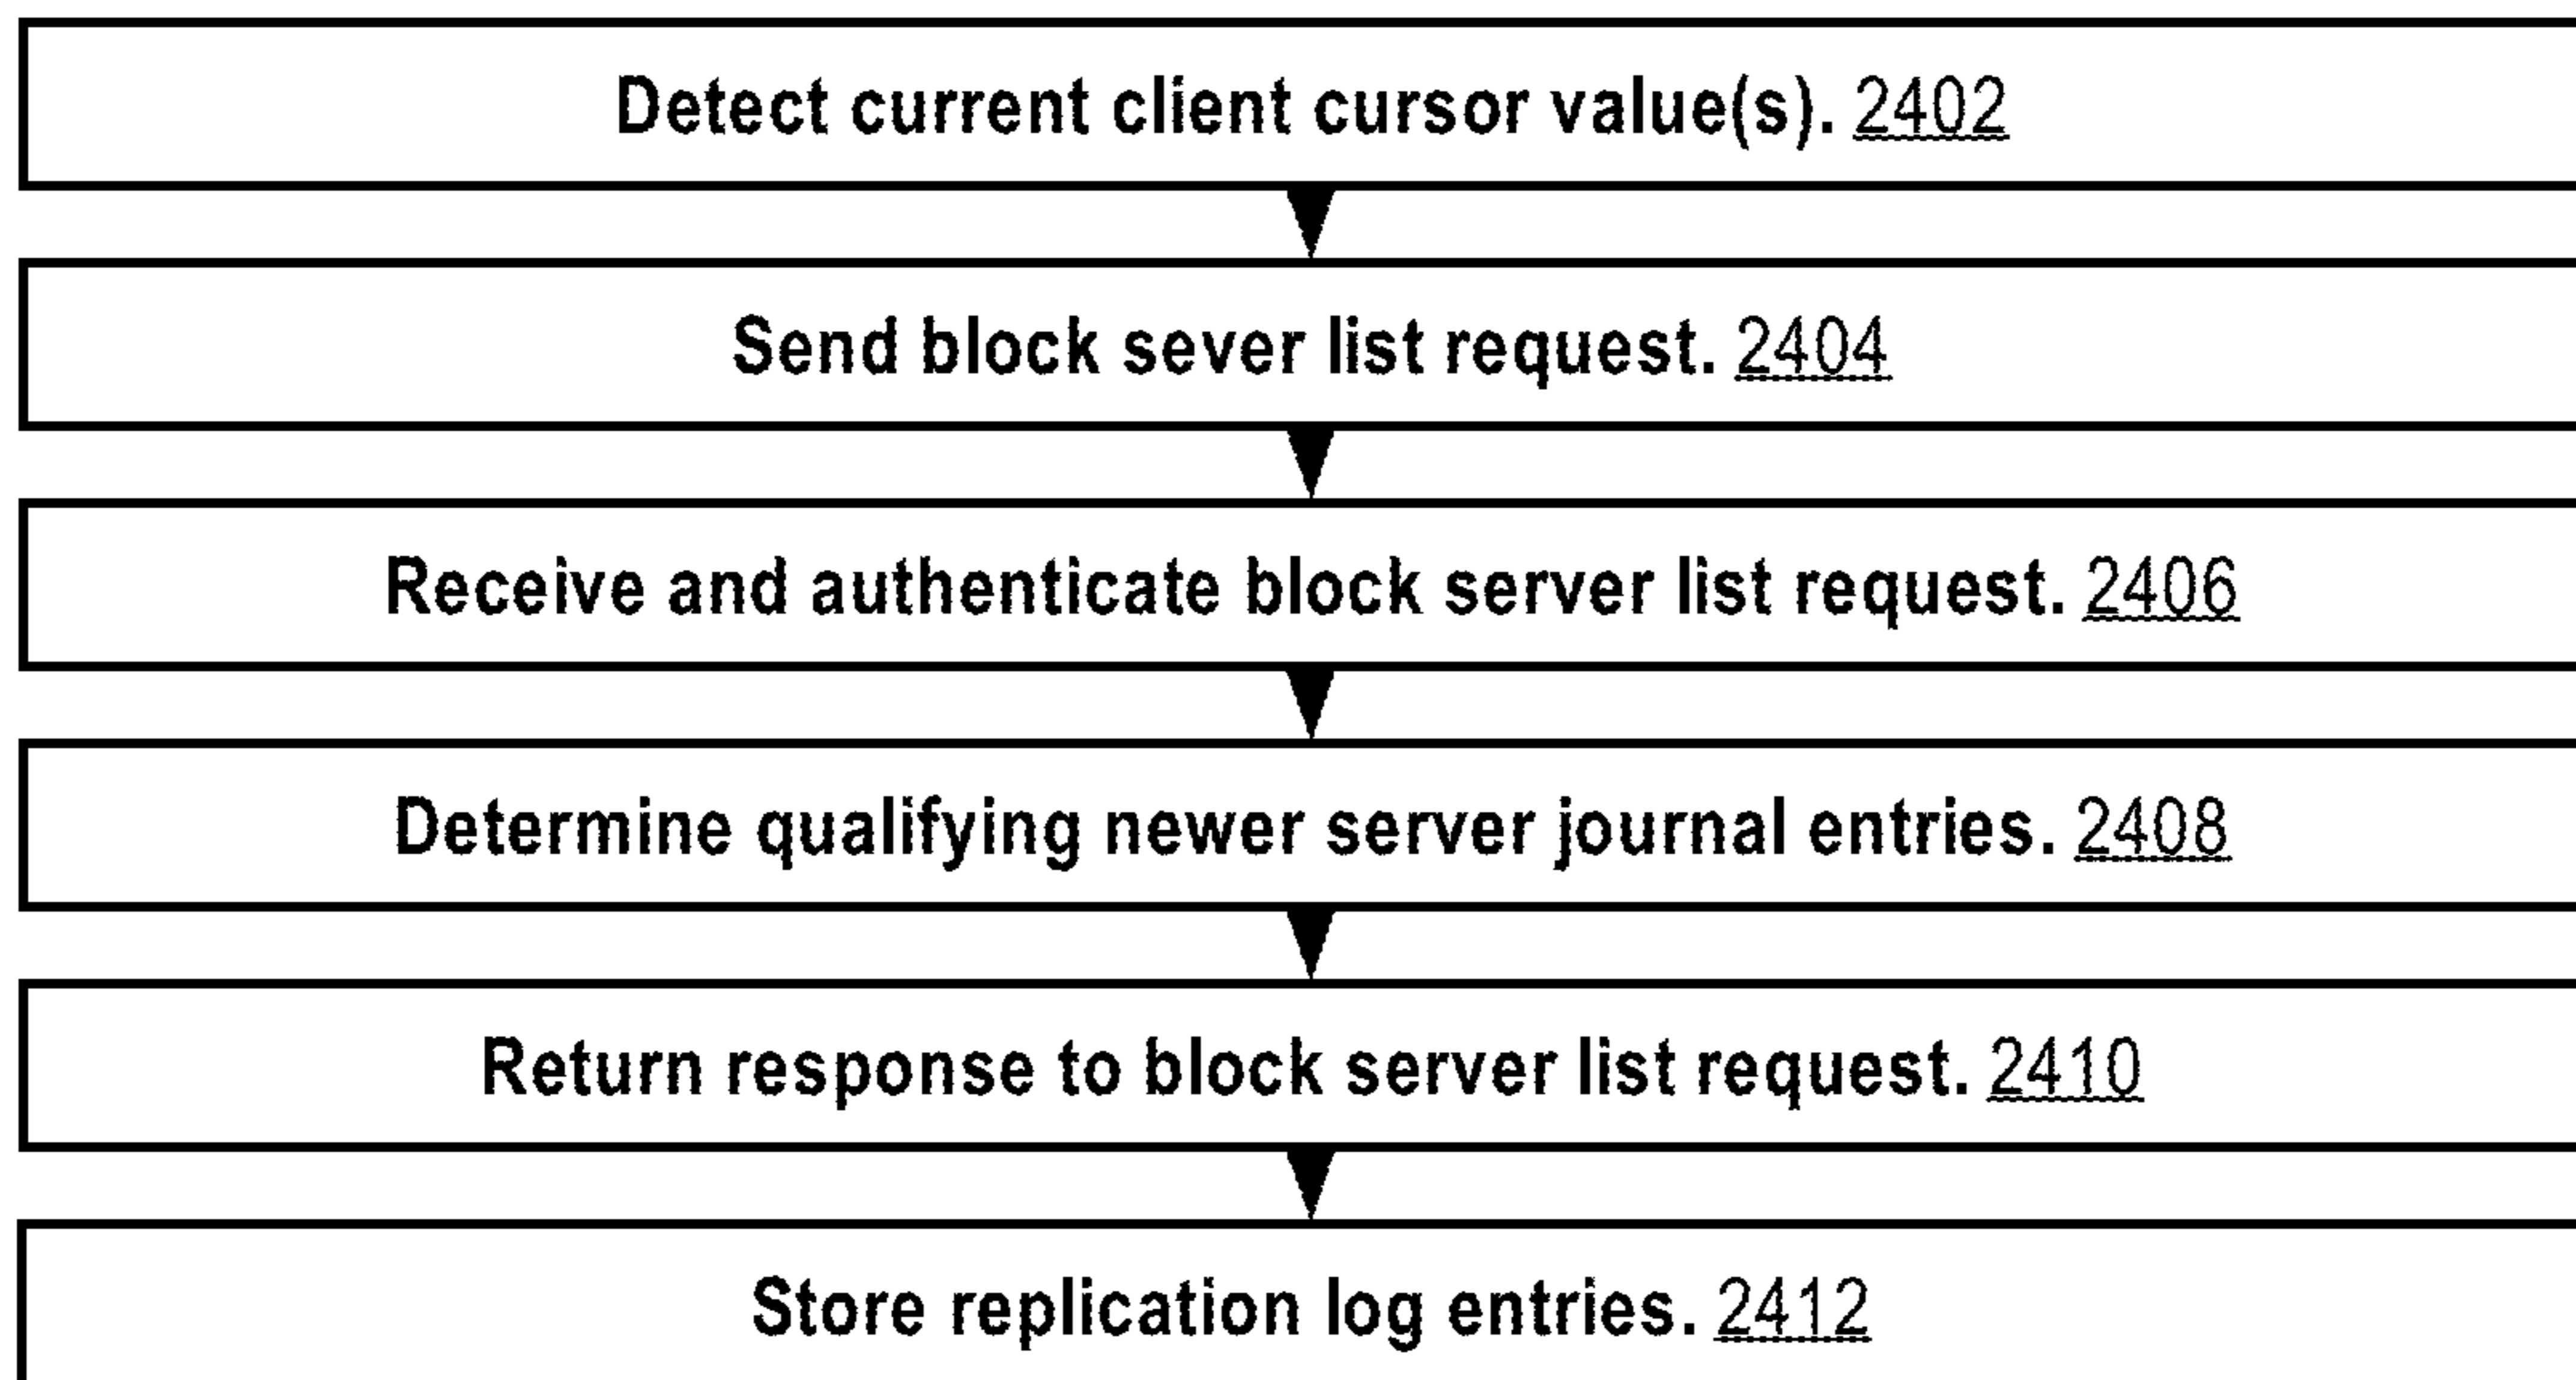 Detect current client cursor value(s). 2402
Send block sever list request. 2404
Receive and authenticate block server list request. 2406
Determine qualifying newer server journal entries. 2408
Return response to block server list request. 2410
Store replication log entries. 2412